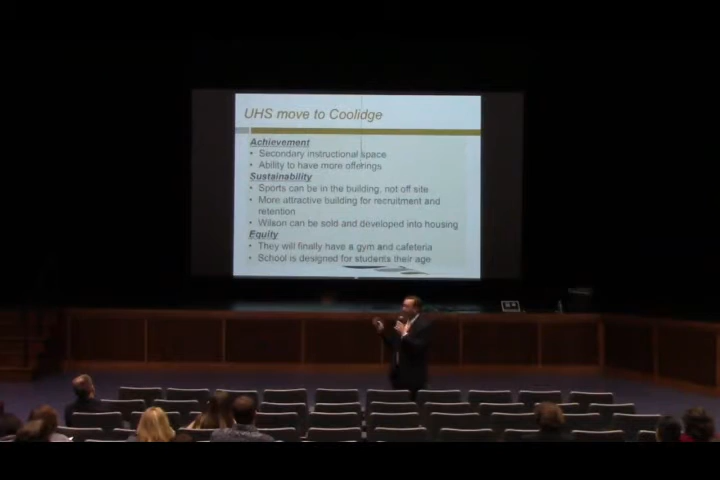 UHS move to Coolidge
Achievement
• Secondary instructional space
• Ability to have more offerings
Sustainability
• Sports can be in the building, not off site
• More attractive building for recruitment and
retention
• Wilson can be sold and developed into housing
Equity
• They will finally have a gym and cafeteria
• School is designed for students their age